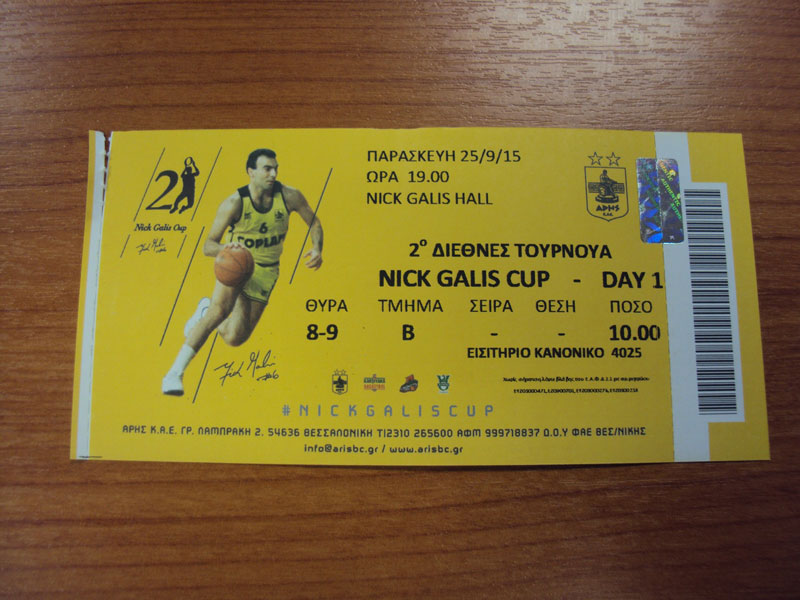 2
Nick Galis Cup
6
ΠΑΡΑΣΚΕΥΗ 25/9/15
ΩΡΑ 19.00
NICK GALIS HALL
ΑΡΗΣ
2ο ΔΙΕΘΝΕΣ ΤΟΥΡΝΟΥΑ
NICK GALIS CUP - DAY 1
ΘΥΡΑ ΤΜΗΜΑ ΣΕΙΡΑ ΘΕΣΗ ΠΟΣΟ
8-9 Β - - 10.00
ΕΙΣΙΤΗΡΙΟ ΚΑΝΟΝΙΚΟ 4025
#NICKGALISCUP
ΑΡΗΣ Κ.Α.Ε. ΓΡ. ΛΑΜΠΡΑΚΗ 2. 54636 ΘΕΣΣΑΛΟΝΙΚΗ Τ|2310 265600 ΑΦΜ 999718837 Δ.Ο.Υ ΦΑΕ ΘΕΣ/ΝΙΚΗΣ
info@arisbc.gr / www.arisbc.gr